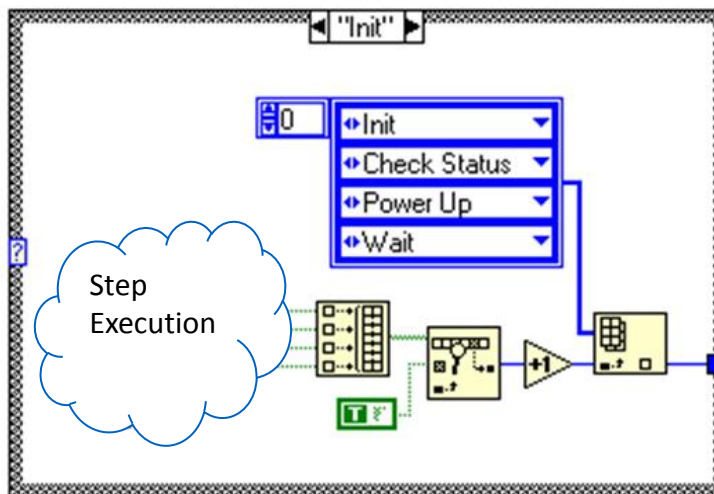 "Init"
0
Init
Check Status
Power Up
Wait
?
Step
Execution
+1
T